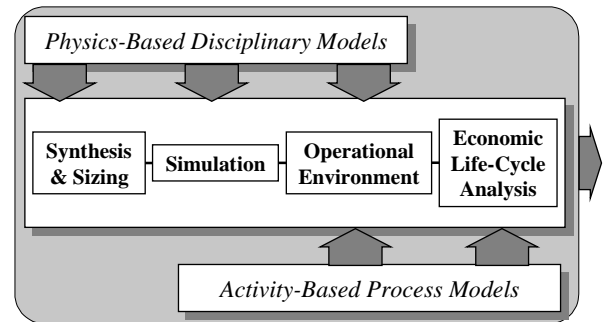 Physics-Based Disciplinary Models
Synthesis
& Sizing
Simulation
Operational
Environment
Economic
Life-Cycle
Analysis
Activity-Based Process Models